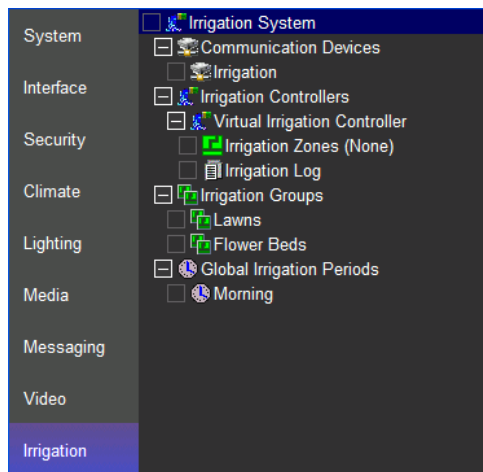 System
Interface
Security
Climate
Lighting
Media
Messaging
Video
Irrigation
Irrigation System
Communication Devices
Irrigation
Irrigation Controllers
Virtual Irrigation Controller
Irrigation Zones (None)
Irrigation Log
Irrigation Groups
Lawns
Flower Beds
Global Irrigation Periods
Morning